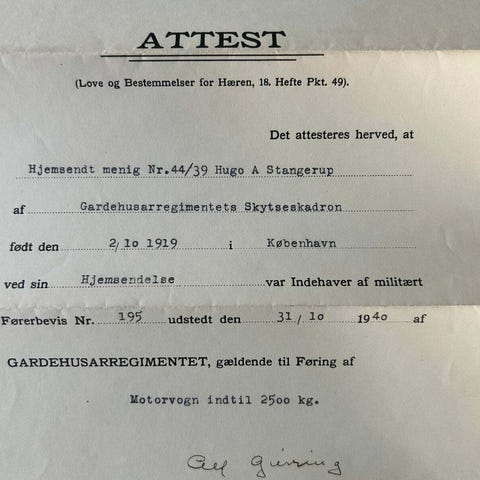 ATTEST
(Love og Bestemmelser for Hæren, 18. Hefte Pkt. 49).
Det attesteres herved, at
Hjemsendt menig Nr.44/39 Hugo A Stangerup
af Gardehusarregimentets Skytseskadron
født den 2/10 1919 i København
ved sin Hjemsendelse var Indehaver af militært
Førerbevis Nr. 195 udstedt den 31/10 1940 af
GARDEHUSARREGIMENTET, gældende til Føring af
Motorvogn indtil 2500 kg.